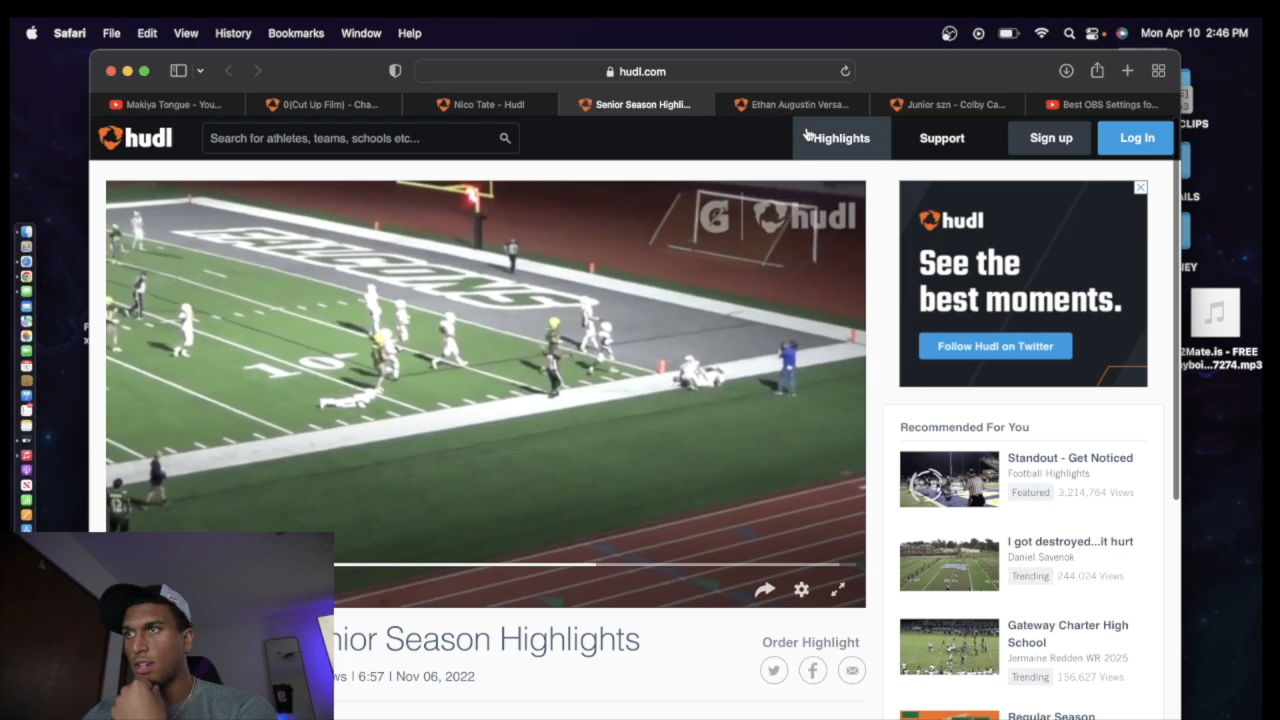 Safari File Edit View History Bookmarks Window Help
Mon Apr 10 2:46 PM
hudl.com
Makiya Tongue - You...
0(Cut Up Film) - Cha...
Nico Tate - Hudl
Senior Season Highli...
Ethan Augustin Versa...
Junior szn - Colby Ca...
Best OBS Settings fo...
hudl
Search for athletes, teams, schools etc...
Highlights
Support
Sign up
Log In
CLIPS
AILS
NEY
2Mate.is - FREE
yboi...7274.mp3
G hudl
hudl
See the
best moments.
Follow Hudl on Twitter
Recommended For You
Standout - Get Noticed
Football Highlights
Featured 3,214,764 Views
I got destroyed...it hurt
Daniel Savenok
Trending 244,024 Views
Gateway Charter High
School
Jermaine Redden WR 2025
Trending 156,627 Views
Regular Season
nior Season Highlights
ws | 6:57 | Nov 06, 2022
Order Highlight